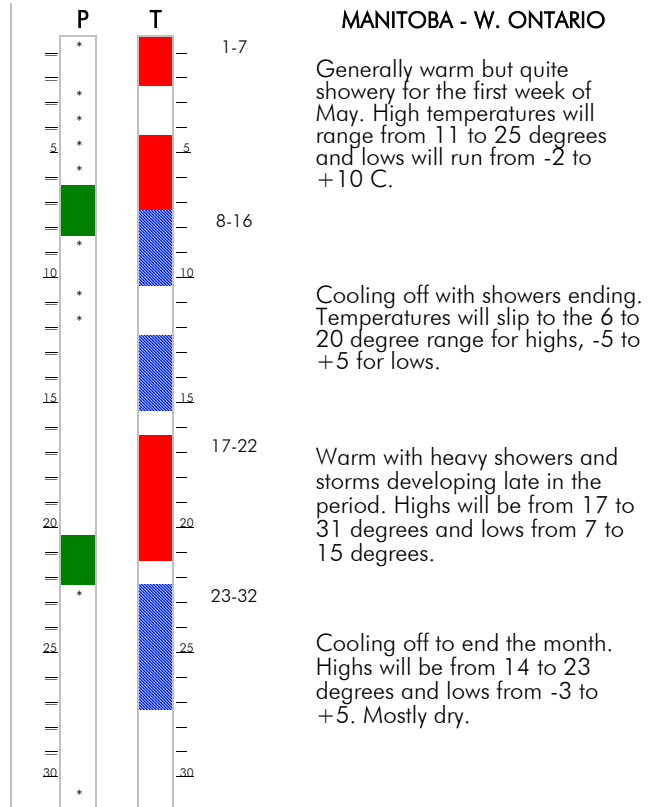 P T MANITOBA - W. ONTARIO
*
1-7
Generally warm but quite
showery for the first week of
May. High temperatures will
range from 11 to 25 degrees
and lows will run from -2 to
+10 C.
*
*
*
5 5
*
8-16
*
10 10
*
*
Cooling off with showers ending.
Temperatures will slip to the 6 to
20 degree range for highs, -5 to
+5 for lows.
15 15
17-22
Warm with heavy showers and
storms developing late in the
period. Highs will be from 17 to
31 degrees and lows from 7 to
15 degrees.
20 20
*
23-32
Cooling off to end the month.
Highs will be from 14 to 23
degrees and lows from -3 to
+5. Mostly dry.
25 25
30 30
*